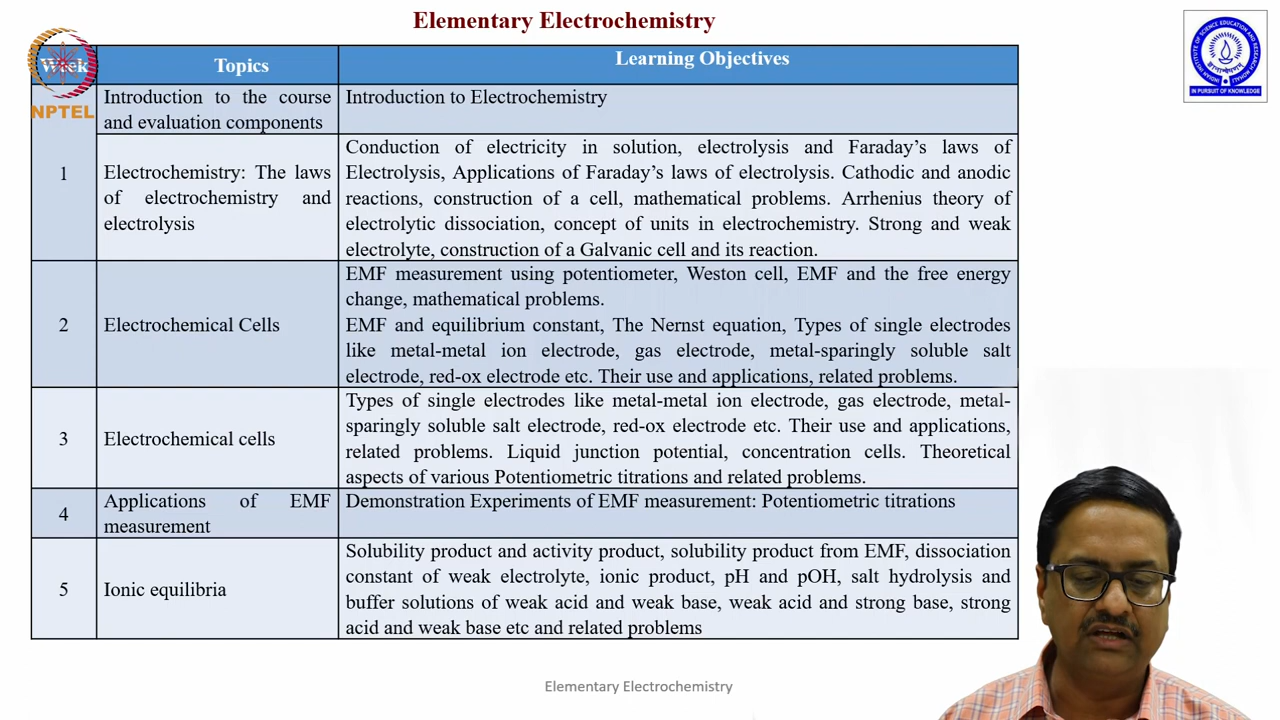 Elementary Electrochemistry
Week
Topics
Learning Objectives
NPTEL
1
Introduction to the course
and evaluation components
Introduction to Electrochemistry
Electrochemistry: The laws
of electrochemistry and
electrolysis
Conduction of electricity in solution, electrolysis and Faraday’s laws of
Electrolysis, Applications of Faraday’s laws of electrolysis. Cathodic and anodic
reactions, construction of a cell, mathematical problems. Arrhenius theory of
electrolytic dissociation, concept of units in electrochemistry. Strong and weak
electrolyte, construction of a Galvanic cell and its reaction.
2
Electrochemical Cells
EMF measurement using potentiometer, Weston cell, EMF and the free energy
change, mathematical problems.
EMF and equilibrium constant, The Nernst equation, Types of single electrodes
like metal-metal ion electrode, gas electrode, metal-sparingly soluble salt
electrode, red-ox electrode etc. Their use and applications, related problems.
3
Electrochemical cells
Types of single electrodes like metal-metal ion electrode, gas electrode, metal-
sparingly soluble salt electrode, red-ox electrode etc. Their use and applications,
related problems. Liquid junction potential, concentration cells. Theoretical
aspects of various Potentiometric titrations and related problems.
4
Applications of EMF
measurement
Demonstration Experiments of EMF measurement: Potentiometric titrations
5
Ionic equilibria
Solubility product and activity product, solubility product from EMF, dissociation
constant of weak electrolyte, ionic product, pH and pOH, salt hydrolysis and
buffer solutions of weak acid and weak base, weak acid and strong base, strong
acid and weak base etc and related problems
Elementary Electrochemistry
IN PURSUIT OF KNOWLEDGE